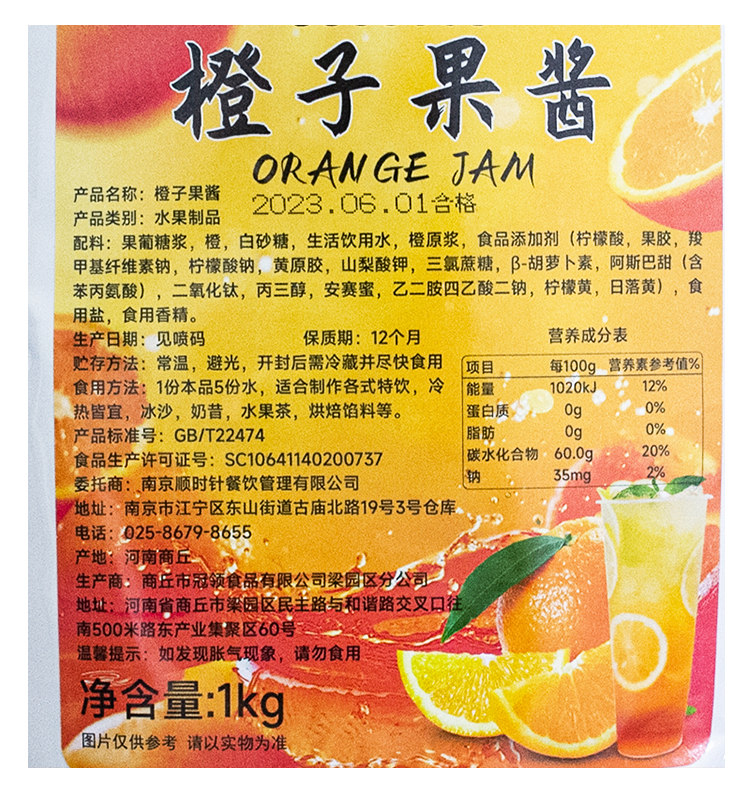 橙子果酱
ORANGE JAM
产品名称：橙子果酱
2023.06.01合格
产品类别：水果制品
配料：果葡糖浆，橙，白砂糖，生活饮用水，橙原浆，食品添加剂（柠檬酸，果胶，羧
甲基纤维素钠，柠檬酸钠，黄原胶，山梨酸钾，三氯蔗糖，β-胡萝卜素，阿斯巴甜（含
苯丙氨酸），二氧化钛，丙三醇，安赛蜜，乙二胺四乙酸二钠，柠檬黄，日落黄），食
用盐，食用香精。
生产日期：见喷码 保质期：12个月
贮存方法：常温，避光，开封后需冷藏并尽快食用
食用方法：1份本品5份水，适合制作各式特饮，冷
热皆宜，冰沙，奶昔，水果茶，烘焙馅料等。
产品标准号：GB/T22474
食品生产许可证号：SC10641140200737
委托商：南京顺时针餐饮管理有限公司
地址：南京市江宁区东山街道古庙北路19号3号仓库
电话：025-8679-8655
产地：河南商丘
生产商：商丘市冠领食品有限公司梁园区分公司
地址：河南省商丘市梁园区民主路与和谐路交叉口往
南500米路东产业集聚区60号
温馨提示：如发现胀气现象，请勿食用
净含量:1kg
图片仅供参考 请以实物为准
营养成分表
项目 每100g 营养素参考值%
能量 1020kJ 12%
蛋白质 0g 0%
脂肪 0g 0%
碳水化合物 60.0g 20%
钠 35mg 2%